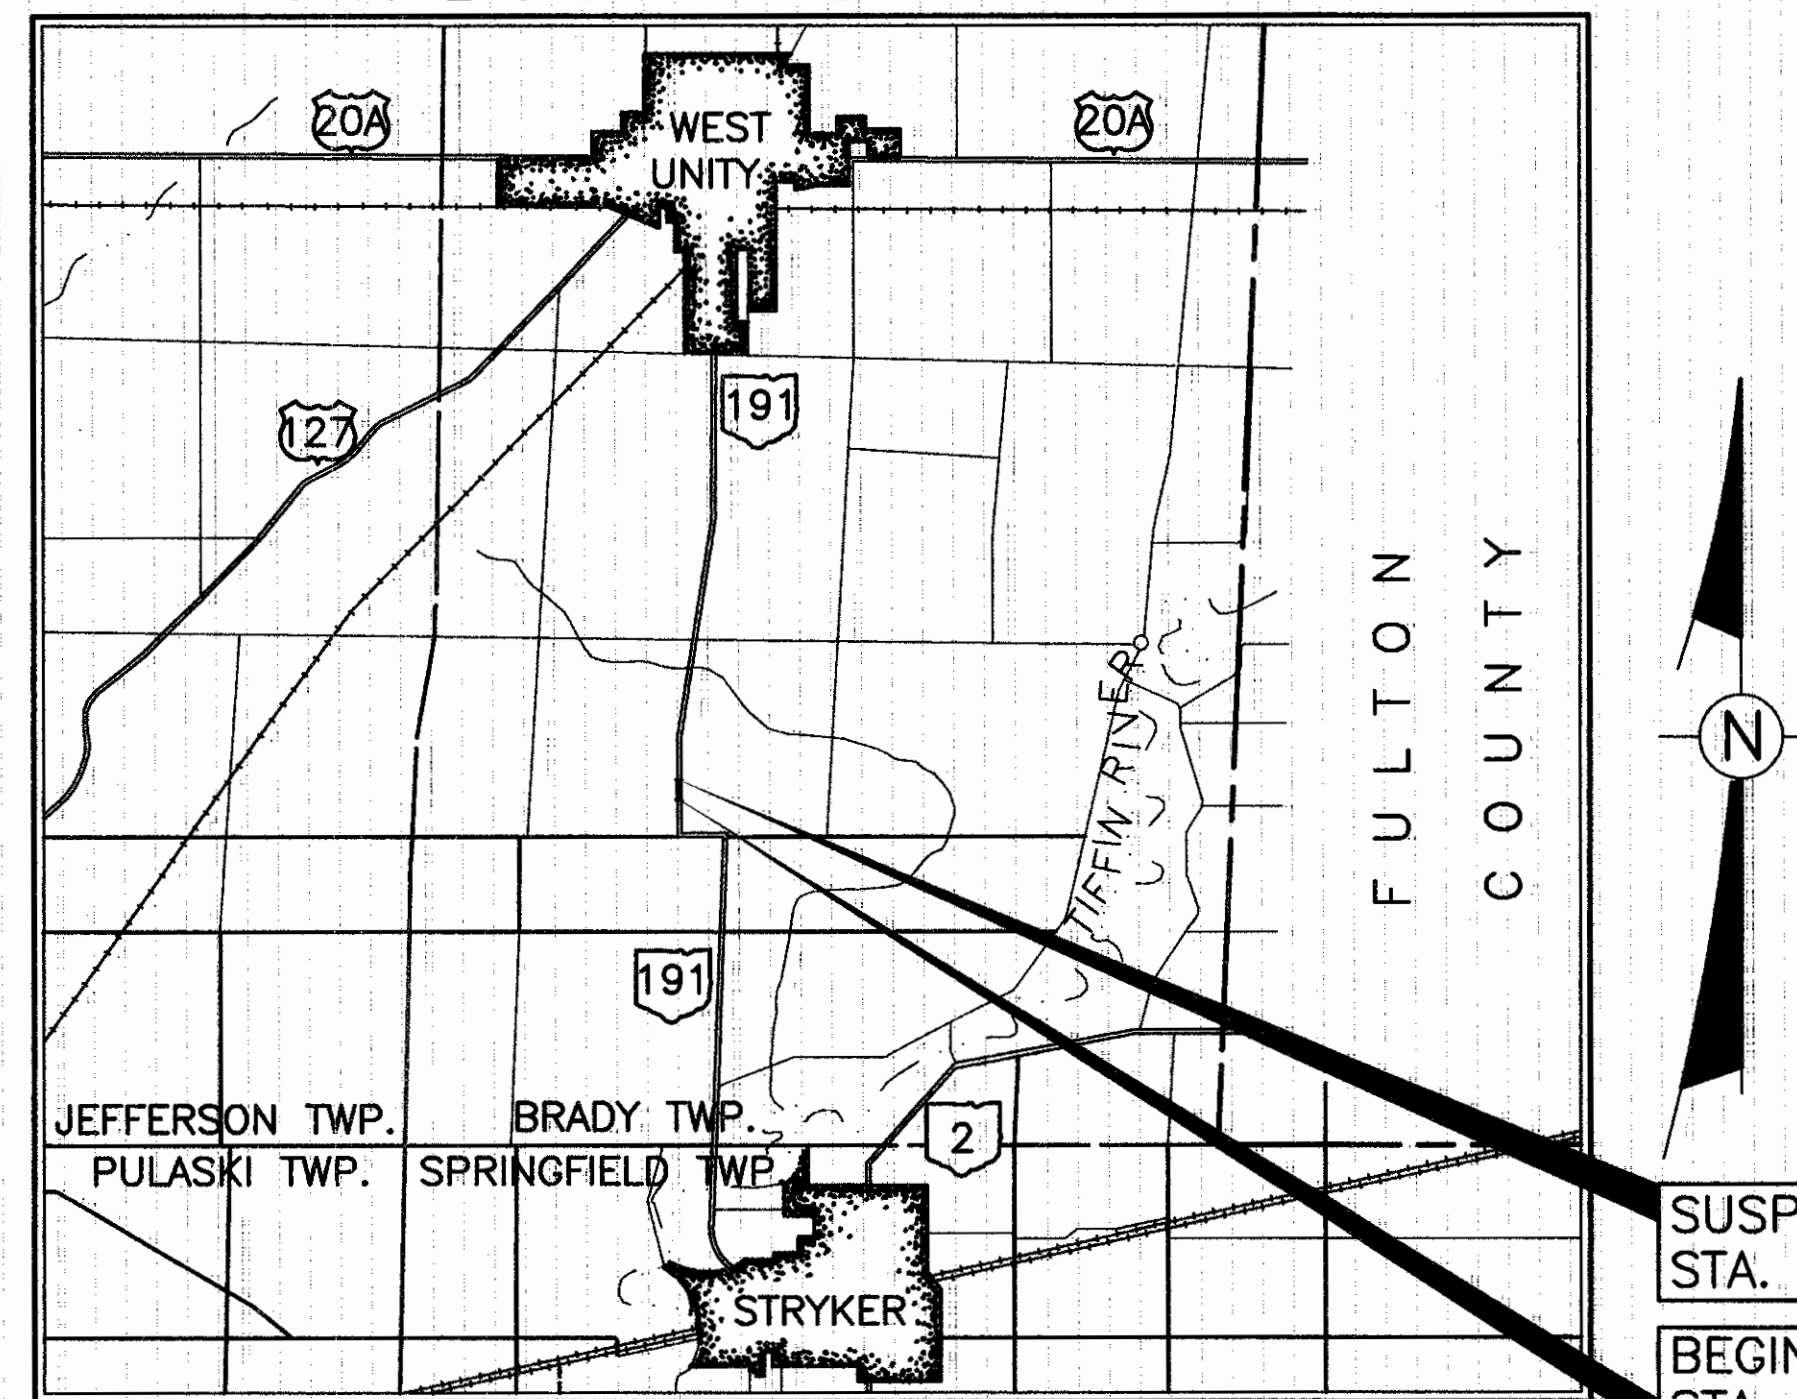 20A
WEST
UNITY
20A
191
127
FULTON
COUNTY
TIFFIN RIVER
N
191
JEFFERSON TWP.
BRADY TWP.
2
PULASKI TWP.
SPRINGFIELD TWP.
SUSP
STA.
STRYKER
BEGIN
STA